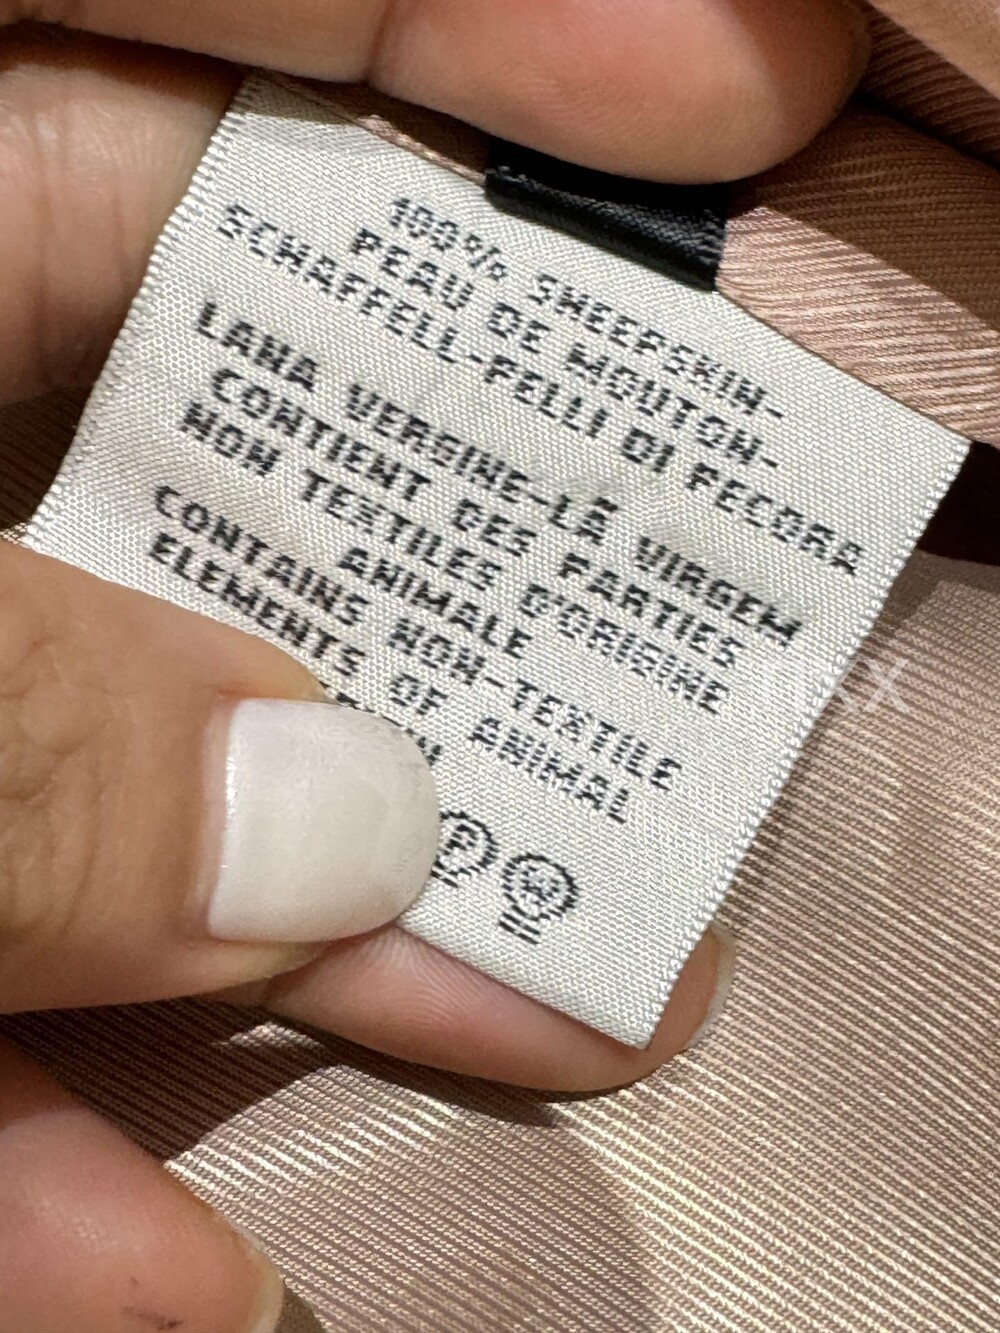 100% SHEEPSKIN-
PEAU DE MOUTON-
SCHAFFELL-PELLI DI PECORA
LANA VERGINE-LÃ VIRGEM
CONTIENT DES PARTIES
NON TEXTILES D'ORIGINE
ANIMALE
CONTAINS NON-TEXTILE
ELEMENTS OF ANIMAL
F W